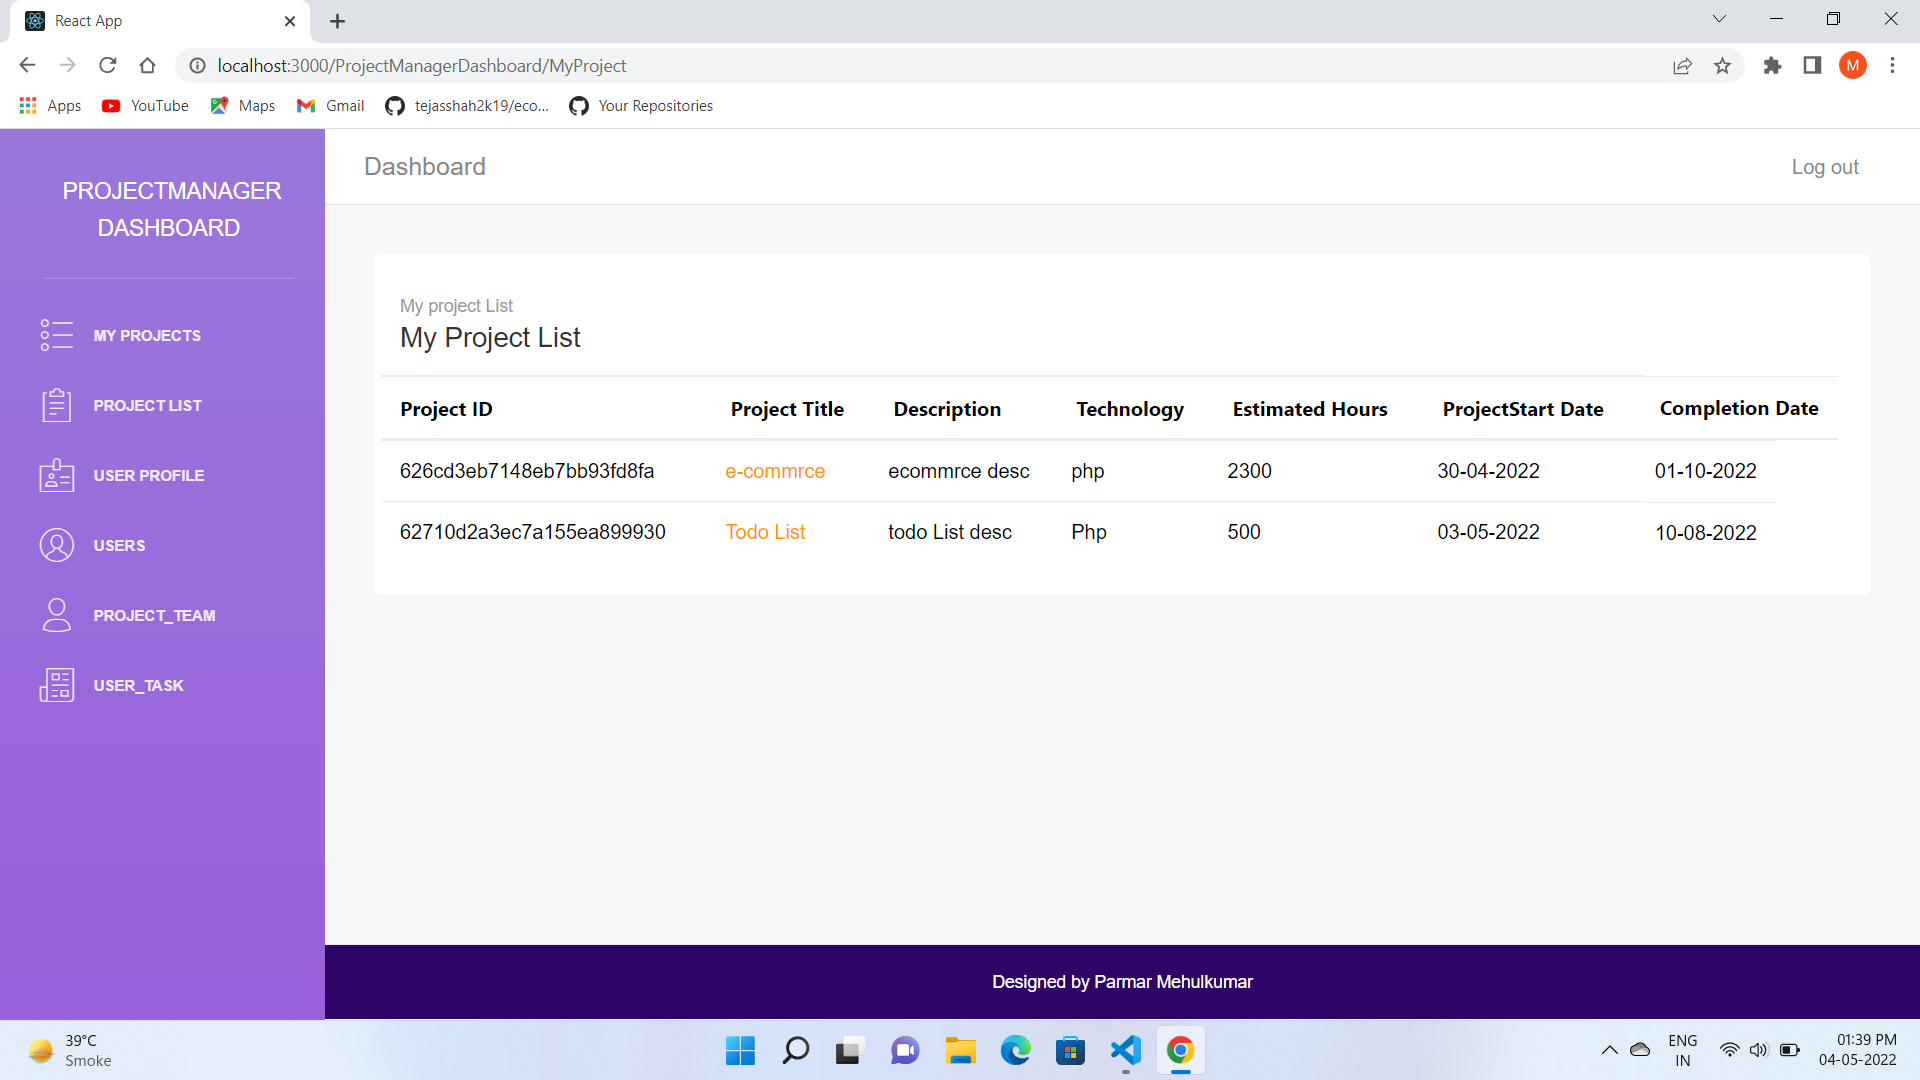 React App
localhost:3000/ProjectManagerDashboard/MyProject
M
Apps YouTube Maps Gmail tejasshah2k19/eco... Your Repositories
PROJECTMANAGER
DASHBOARD
MY PROJECTS
PROJECT LIST
USER PROFILE
USERS
PROJECT_TEAM
USER_TASK
Dashboard Log out
My project List
My Project List
Project ID Project Title Description Technology Estimated Hours ProjectStart Date Completion Date
626cd3eb7148eb7bb93fd8fa e-commrce ecommrce desc php 2300 30-04-2022 01-10-2022
62710d2a3ec7a155ea899930 Todo List todo List desc Php 500 03-05-2022 10-08-2022
Designed by Parmar Mehulkumar
39°C
Smoke
ENG
IN
01:39 PM
04-05-2022